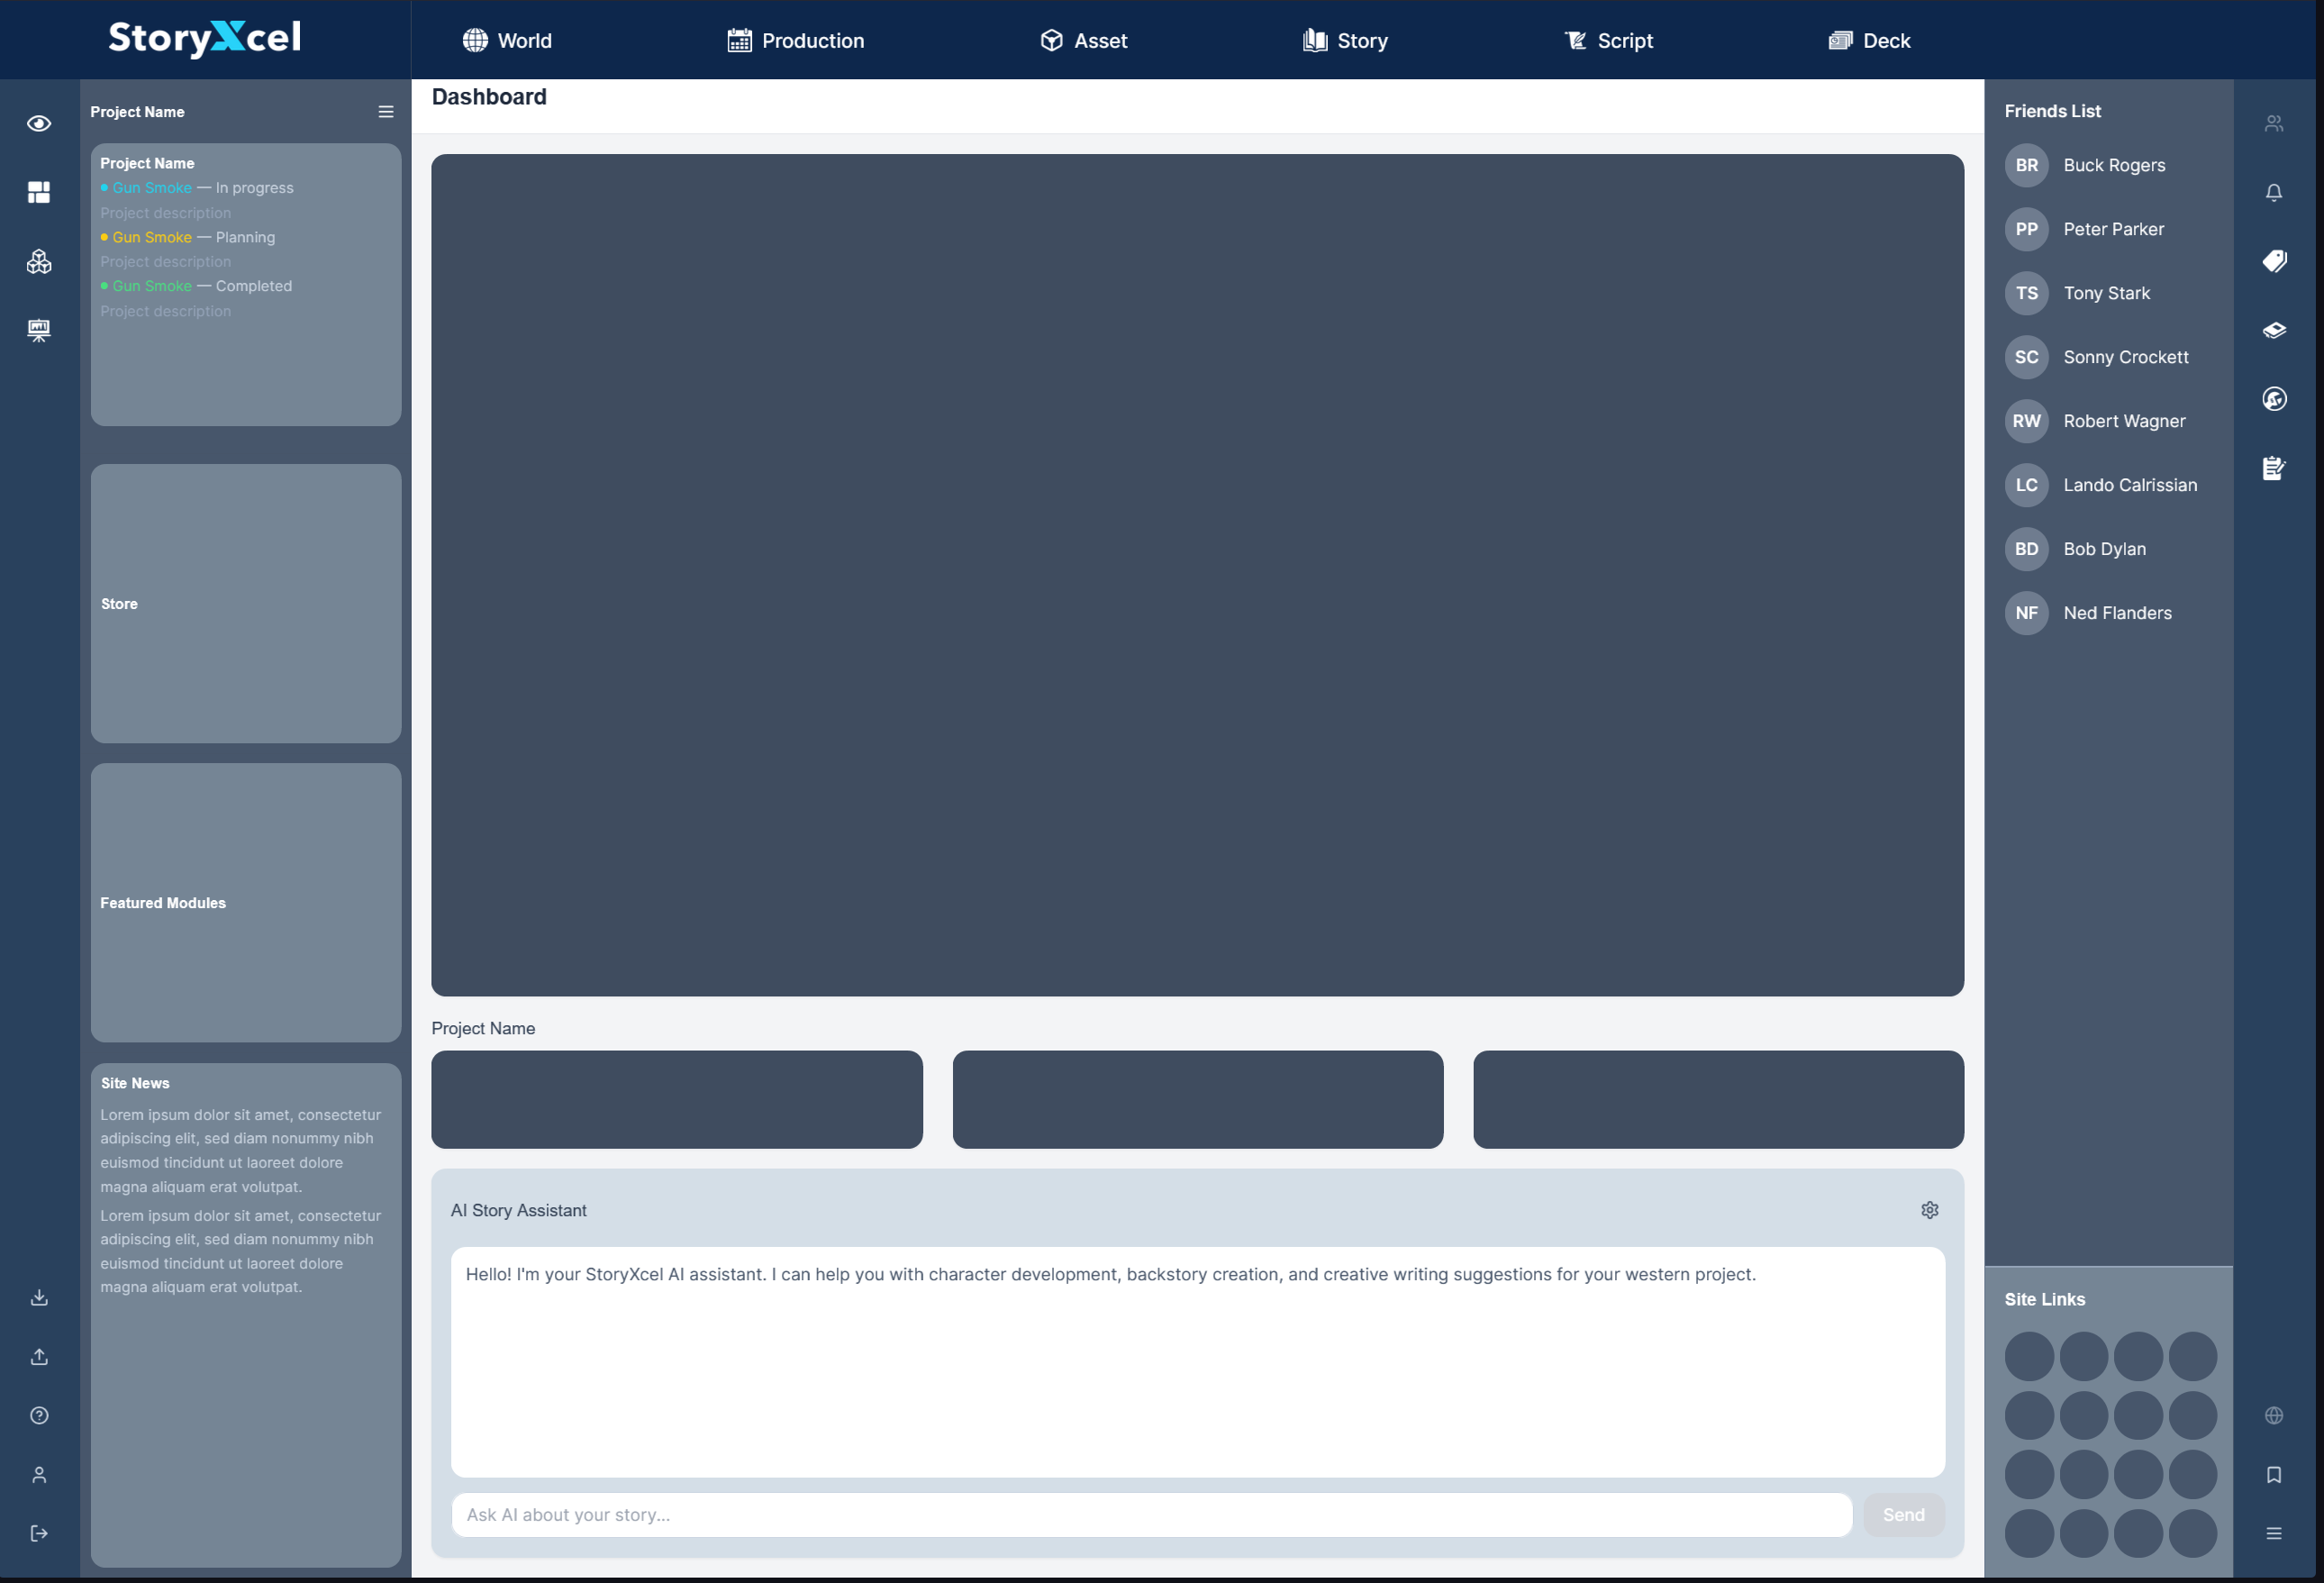 StoryXcel
World
Production
Asset
Story
Script
Deck
Project Name
Project Name
Gun Smoke — In progress
Project description
Gun Smoke — Planning
Project description
Gun Smoke — Completed
Project description
Store
Featured Modules
Site News
Lorem ipsum dolor sit amet, consectetur
adipiscing elit, sed diam nonummy nibh
euismod tincidunt ut laoreet dolore
magna aliquam erat volutpat.
Lorem ipsum dolor sit amet, consectetur
adipiscing elit, sed diam nonummy nibh
euismod tincidunt ut laoreet dolore
magna aliquam erat volutpat.
Dashboard
Project Name
AI Story Assistant
Hello! I'm your StoryXcel AI assistant. I can help you with character development, backstory creation, and creative writing suggestions for your western project.
Ask AI about your story...
Send
Friends List
BR Buck Rogers
PP Peter Parker
TS Tony Stark
SC Sonny Crockett
RW Robert Wagner
LC Lando Calrissian
BD Bob Dylan
NF Ned Flanders
Site Links